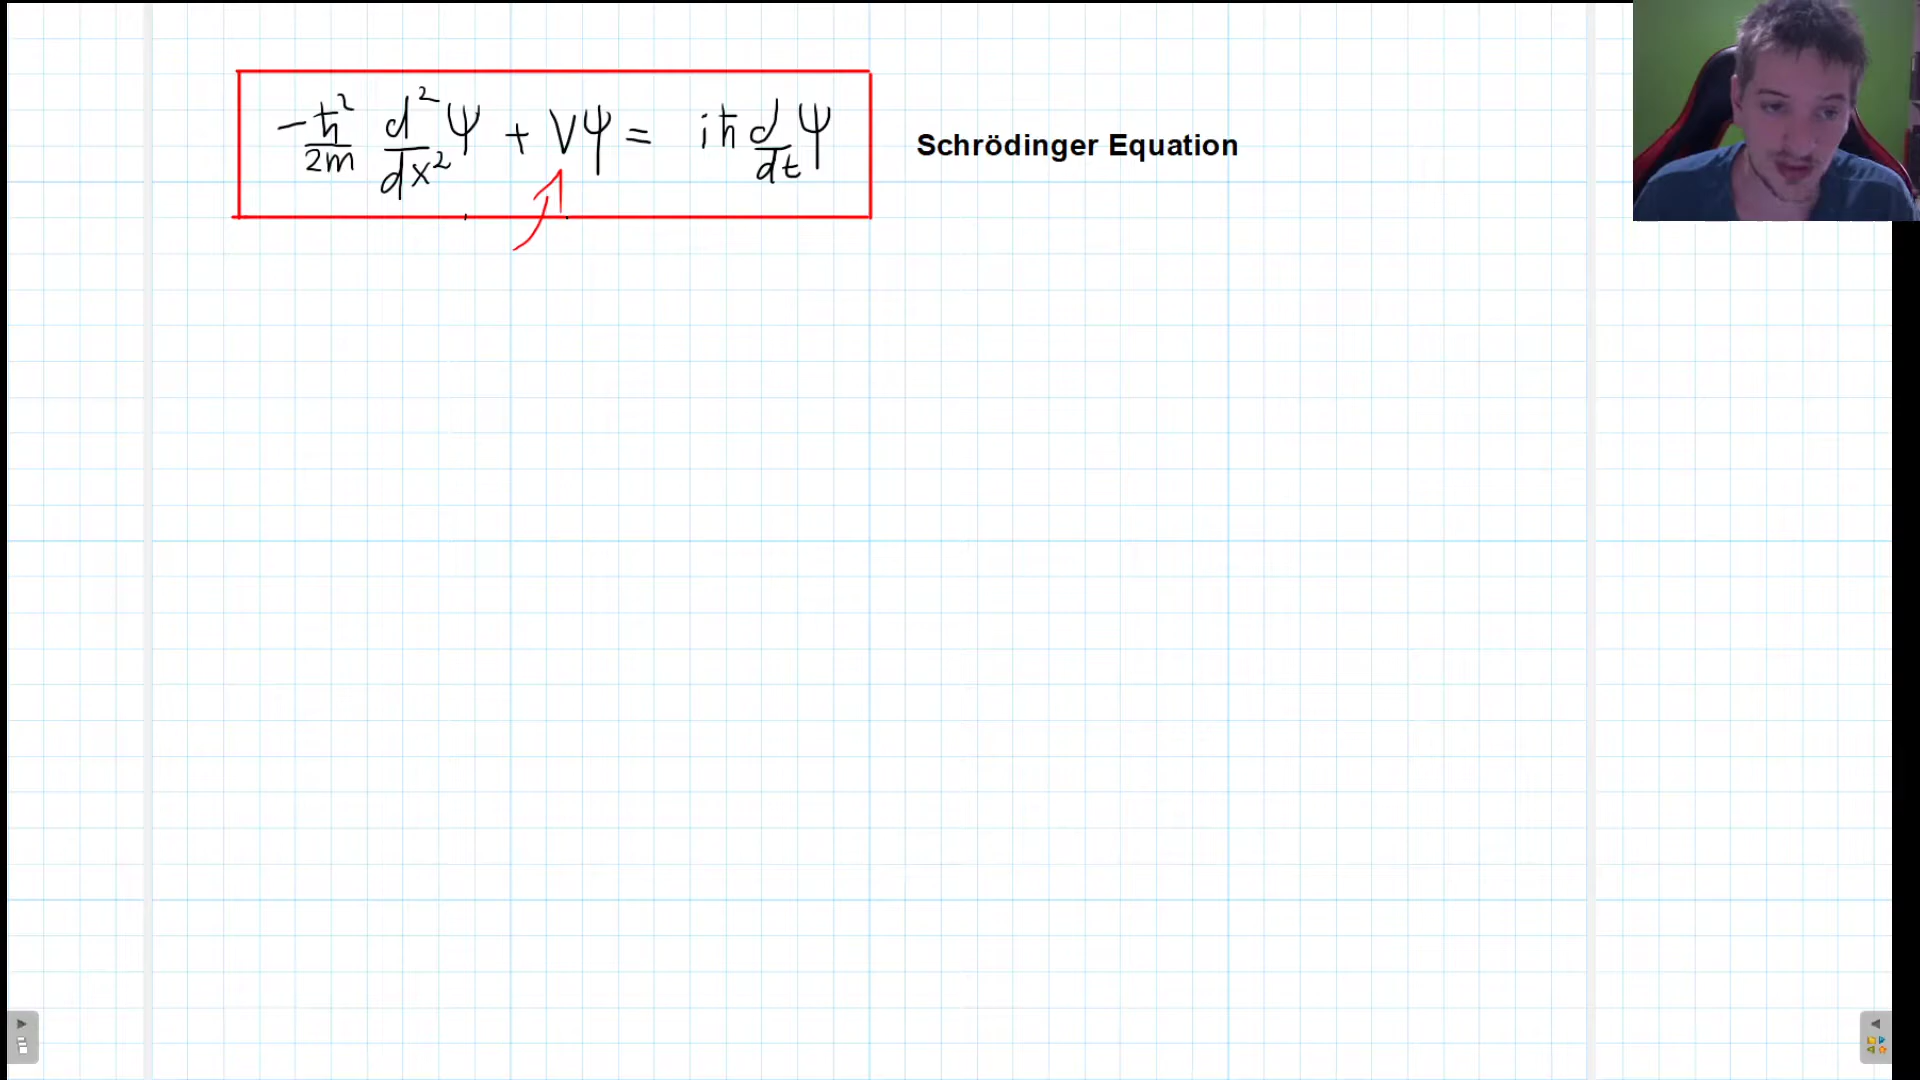 -ħ²/2m d²/dx² Ψ + VΨ = iħ d/dt Ψ
Schrödinger Equation